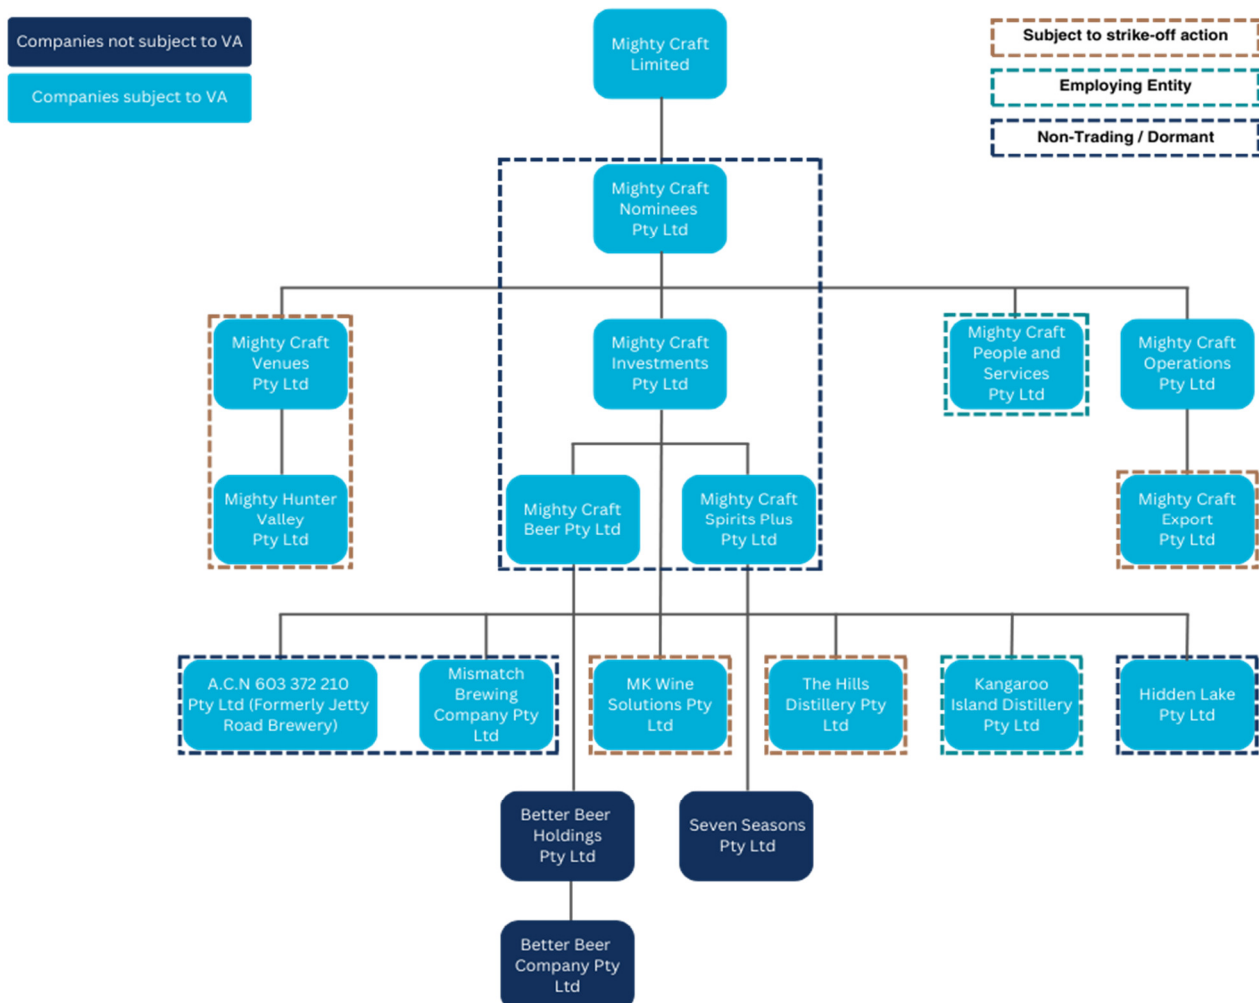 Companies not subject to VA
Companies subject to VA
Mighty Craft
Limited
Subject to strike-off action
Employing Entity
Non-Trading / Dormant
Mighty Craft
Nominees
Pty Ltd
Mighty Craft
Venues
Pty Ltd
Mighty Craft
Investments
Pty Ltd
Mighty Craft
People and
Services
Pty Ltd
Mighty Craft
Operations
Pty Ltd
Mighty Hunter
Valley
Pty Ltd
Mighty Craft
Beer Pty Ltd
Mighty Craft
Spirits Plus
Pty Ltd
Mighty Craft
Export
Pty Ltd
A.C.N 603 372 210
Pty Ltd (Formerly Jetty
Road Brewery)
Mismatch
Brewing
Company Pty
Ltd
MK Wine
Solutions Pty
Ltd
The Hills
Distillery Pty
Ltd
Kangaroo
Island Distillery
Pty Ltd
Hidden Lake
Pty Ltd
Better Beer
Holdings
Pty Ltd
Seven Seasons
Pty Ltd
Better Beer
Company Pty
Ltd